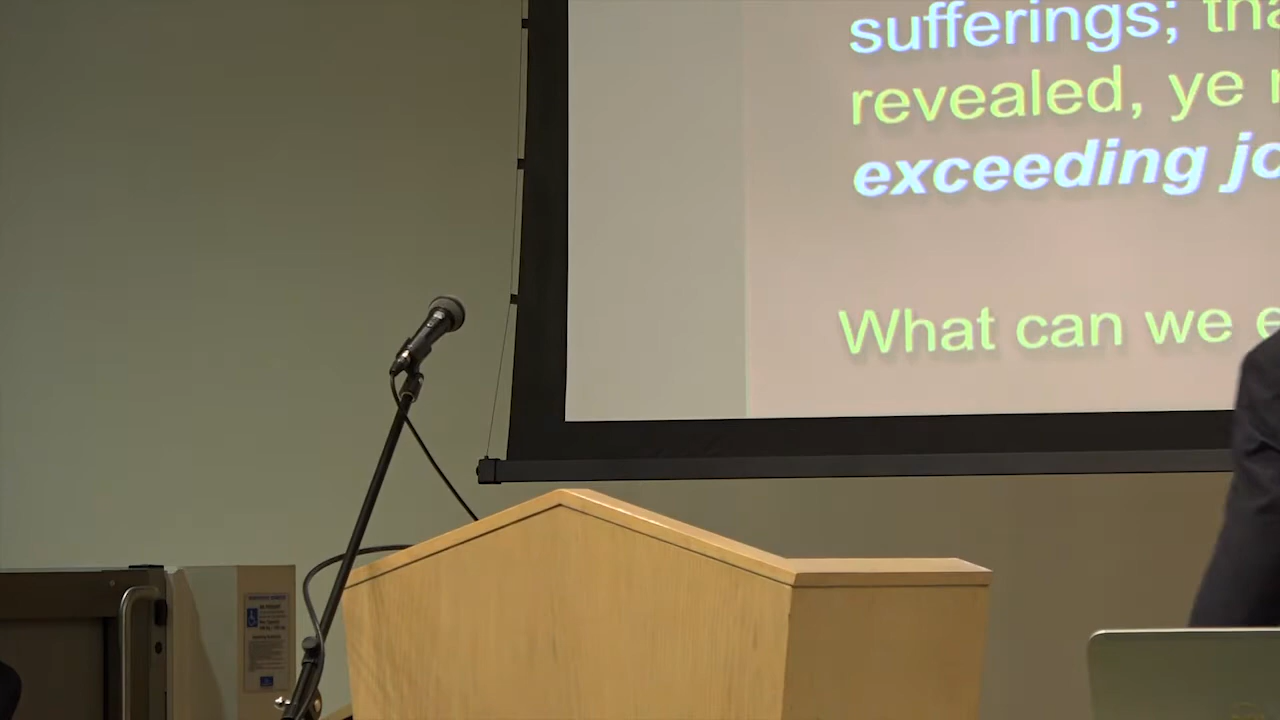 sufferings; tha
revealed, ye
exceeding jo
What can we e